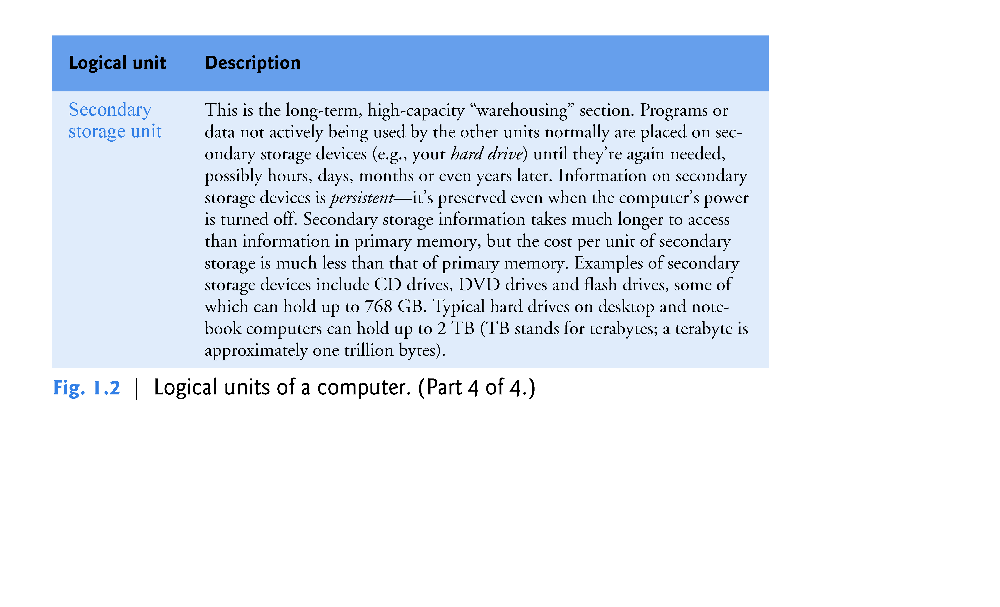 Logical unit Description
Secondary
storage unit
This is the long-term, high-capacity “warehousing” section. Programs or
data not actively being used by the other units normally are placed on sec-
ondary storage devices (e.g., your hard drive) until they’re again needed,
possibly hours, days, months or even years later. Information on secondary
storage devices is persistent—it’s preserved even when the computer’s power
is turned off. Secondary storage information takes much longer to access
than information in primary memory, but the cost per unit of secondary
storage is much less than that of primary memory. Examples of secondary
storage devices include CD drives, DVD drives and flash drives, some of
which can hold up to 768 GB. Typical hard drives on desktop and note-
book computers can hold up to 2 TB (TB stands for terabytes; a terabyte is
approximately one trillion bytes).
Fig. 1.2 | Logical units of a computer. (Part 4 of 4.)